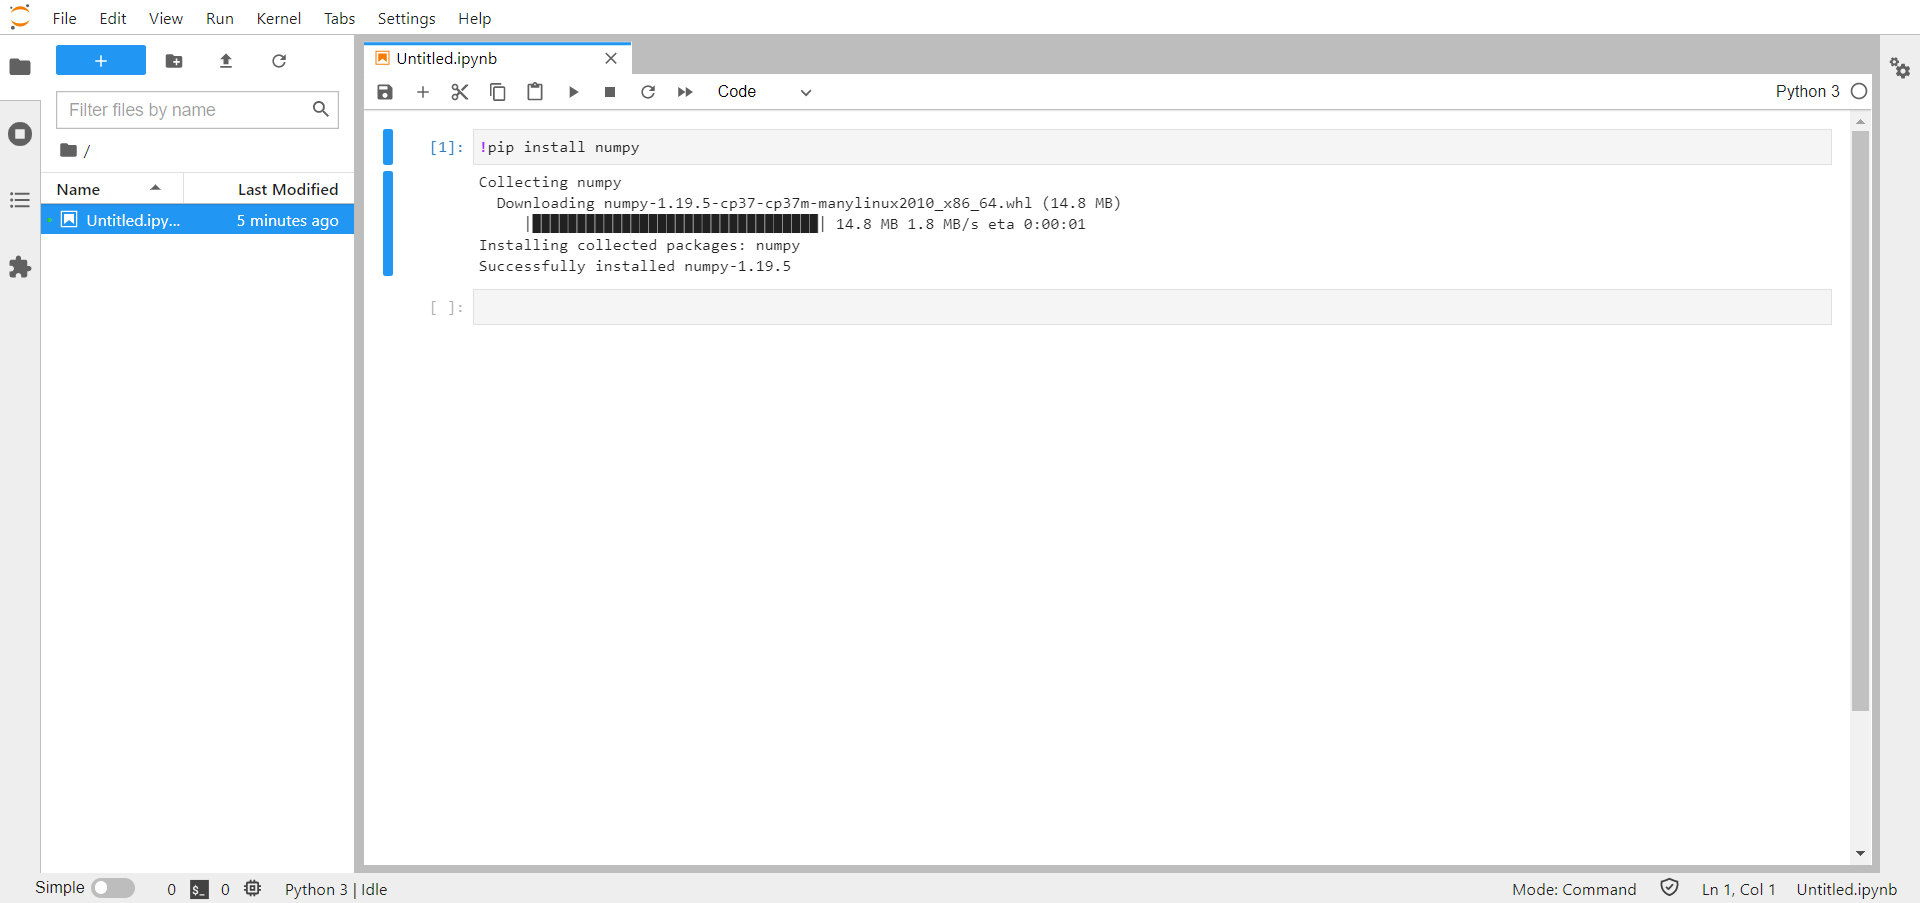 File Edit View Run Kernel Tabs Settings Help
Filter files by name
/
Name Last Modified
Untitled.ipy... 5 minutes ago
Untitled.ipynb
Code
Python 3
[1]: !pip install numpy
Collecting numpy
Downloading numpy-1.19.5-cp37-cp37m-manylinux2010_x86_64.whl (14.8 MB)
|████████████████████████████████| 14.8 MB 1.8 MB/s eta 0:00:01
Installing collected packages: numpy
Successfully installed numpy-1.19.5
[ ]:
Simple 0 $_ 0 Python 3 | Idle Mode: Command Ln 1, Col 1 Untitled.ipynb